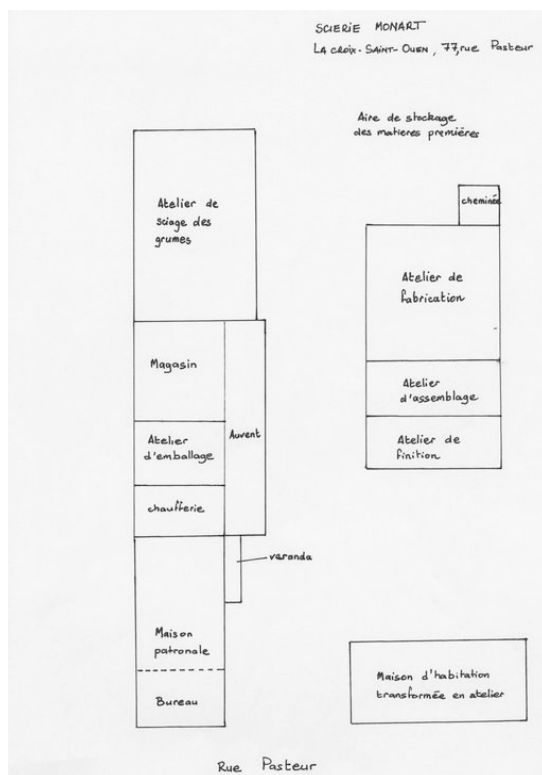 SCIERIE MONART
LA CROIX-SAINT-OUEN, 77, rue Pasteur
Aire de stockage
des matieres premières
cheminée
Atelier de
sciage des
grumes
Atelier de
fabrication
Magasin
Atelier
d'assemblage
Auvent
Atelier
d'emballage
Atelier de
finition
chaufferie
veranda
Maison
patronale
Maison d'habitation
transformée en atelier
Bureau
Rue Pasteur